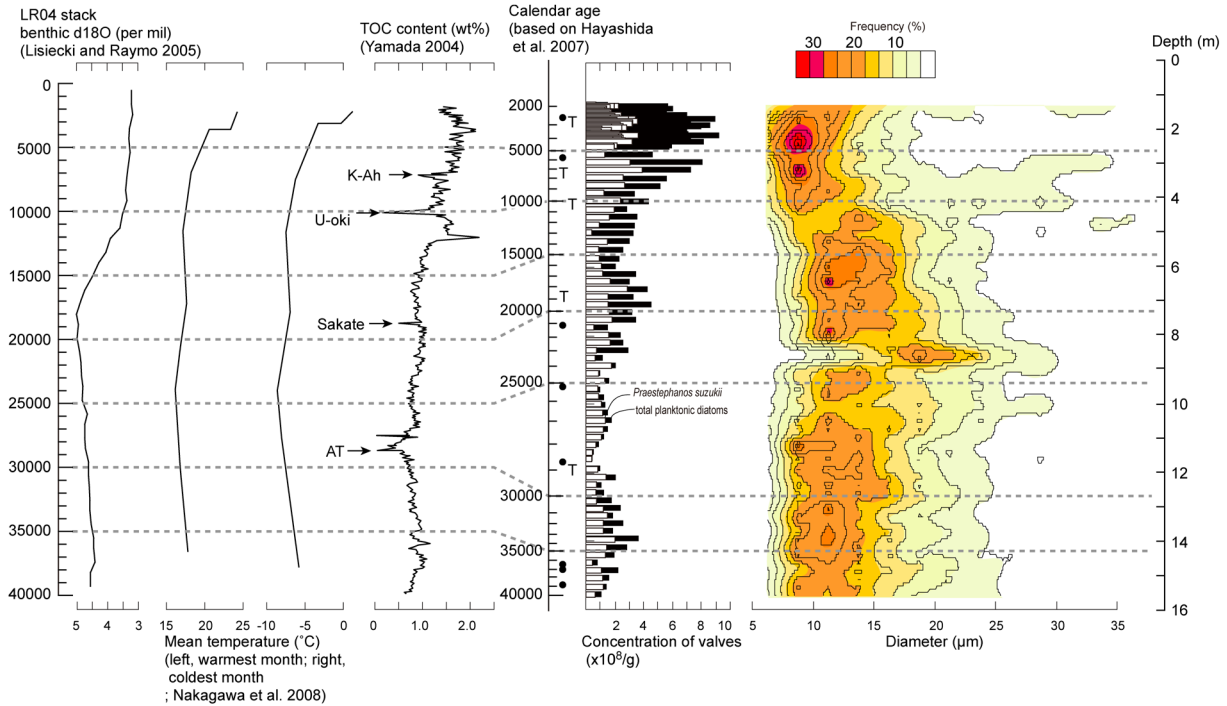 LR04 stack
benthic d18O (per mil)
(Lisiecki and Raymo 2005)
TOC content (wt%)
(Yamada 2004)
Calendar age
(based on Hayashida
et al. 2007)
Frequency (%)
30 20 10
Depth (m)
0
5000
10000
15000
20000
25000
30000
35000
40000
K-Ah
U-oki
Sakate
AT
2000
5000
10000
15000
20000
25000
30000
35000
40000
T
T
T
T
T
Praestephanos suzukii
total planktonic diatoms
0
2
4
6
8
10
12
14
16
5 4 3
15 20 25
-10 -5 0
0 1.0 2.0
0 2 4 6 8 10
5 10 15 20 25 30 35
Mean temperature (˚C)
(left, warmest month; right,
coldest month
; Nakagawa et al. 2008)
Concentration of valves
(x10⁸/g)
Diameter (µm)